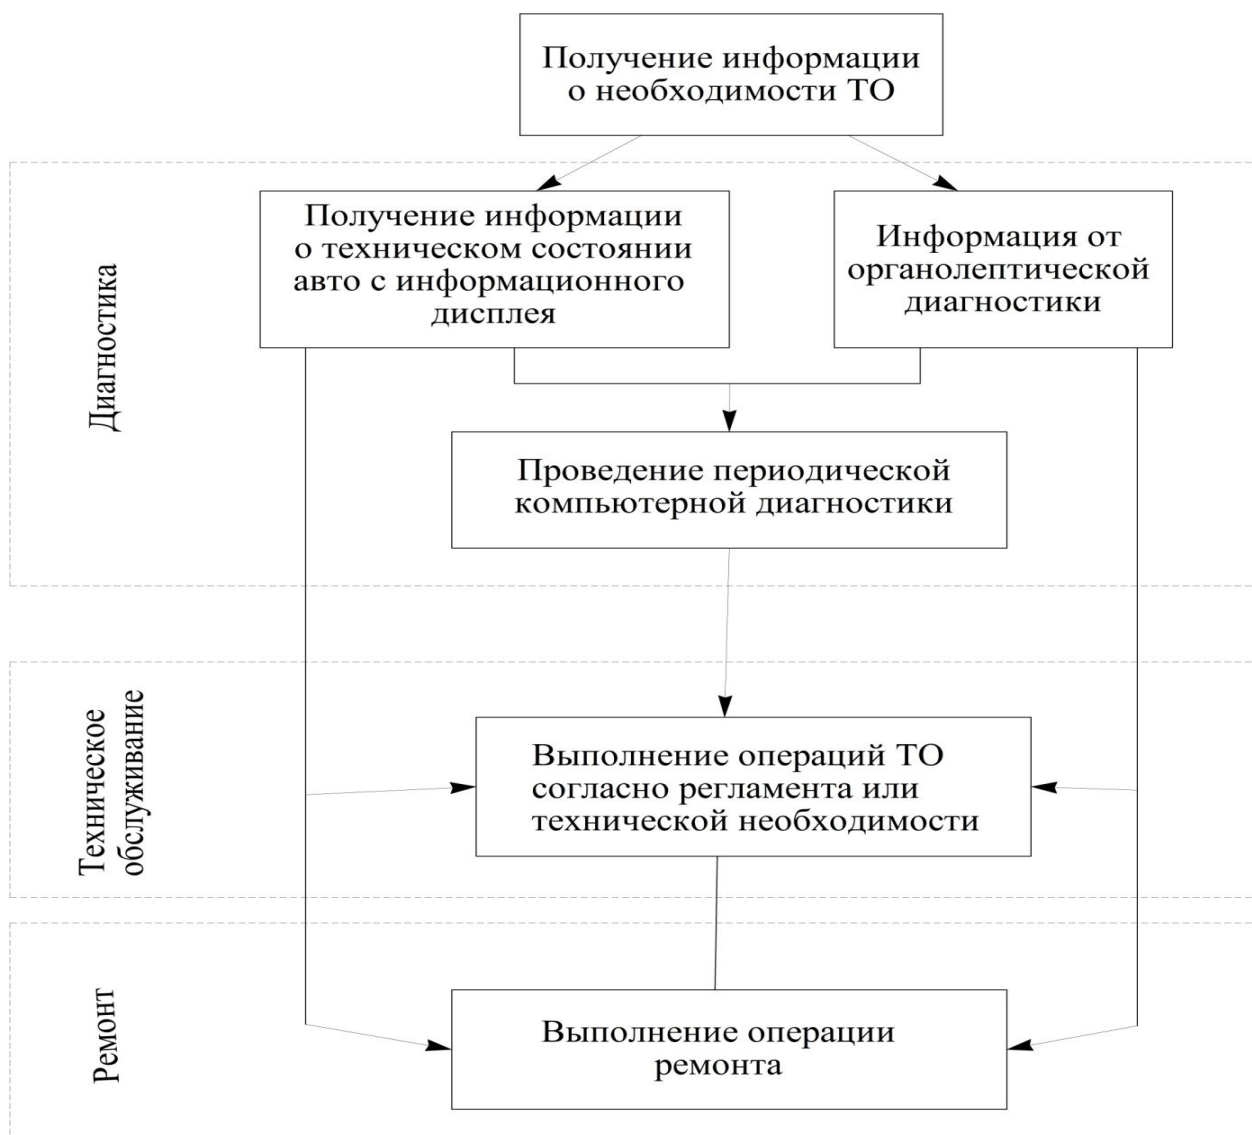 Получение информации
о необходимости ТО
Диагностика
Получение информации
о техническом состоянии
авто с информационного
дисплея
Информация от
органолептической
диагностики
Проведение периодической
компьютерной диагностики
Техническое
обслуживание
Выполнение операций ТО
согласно регламента или
технической необходимости
Ремонт
Выполнение операции
ремонта